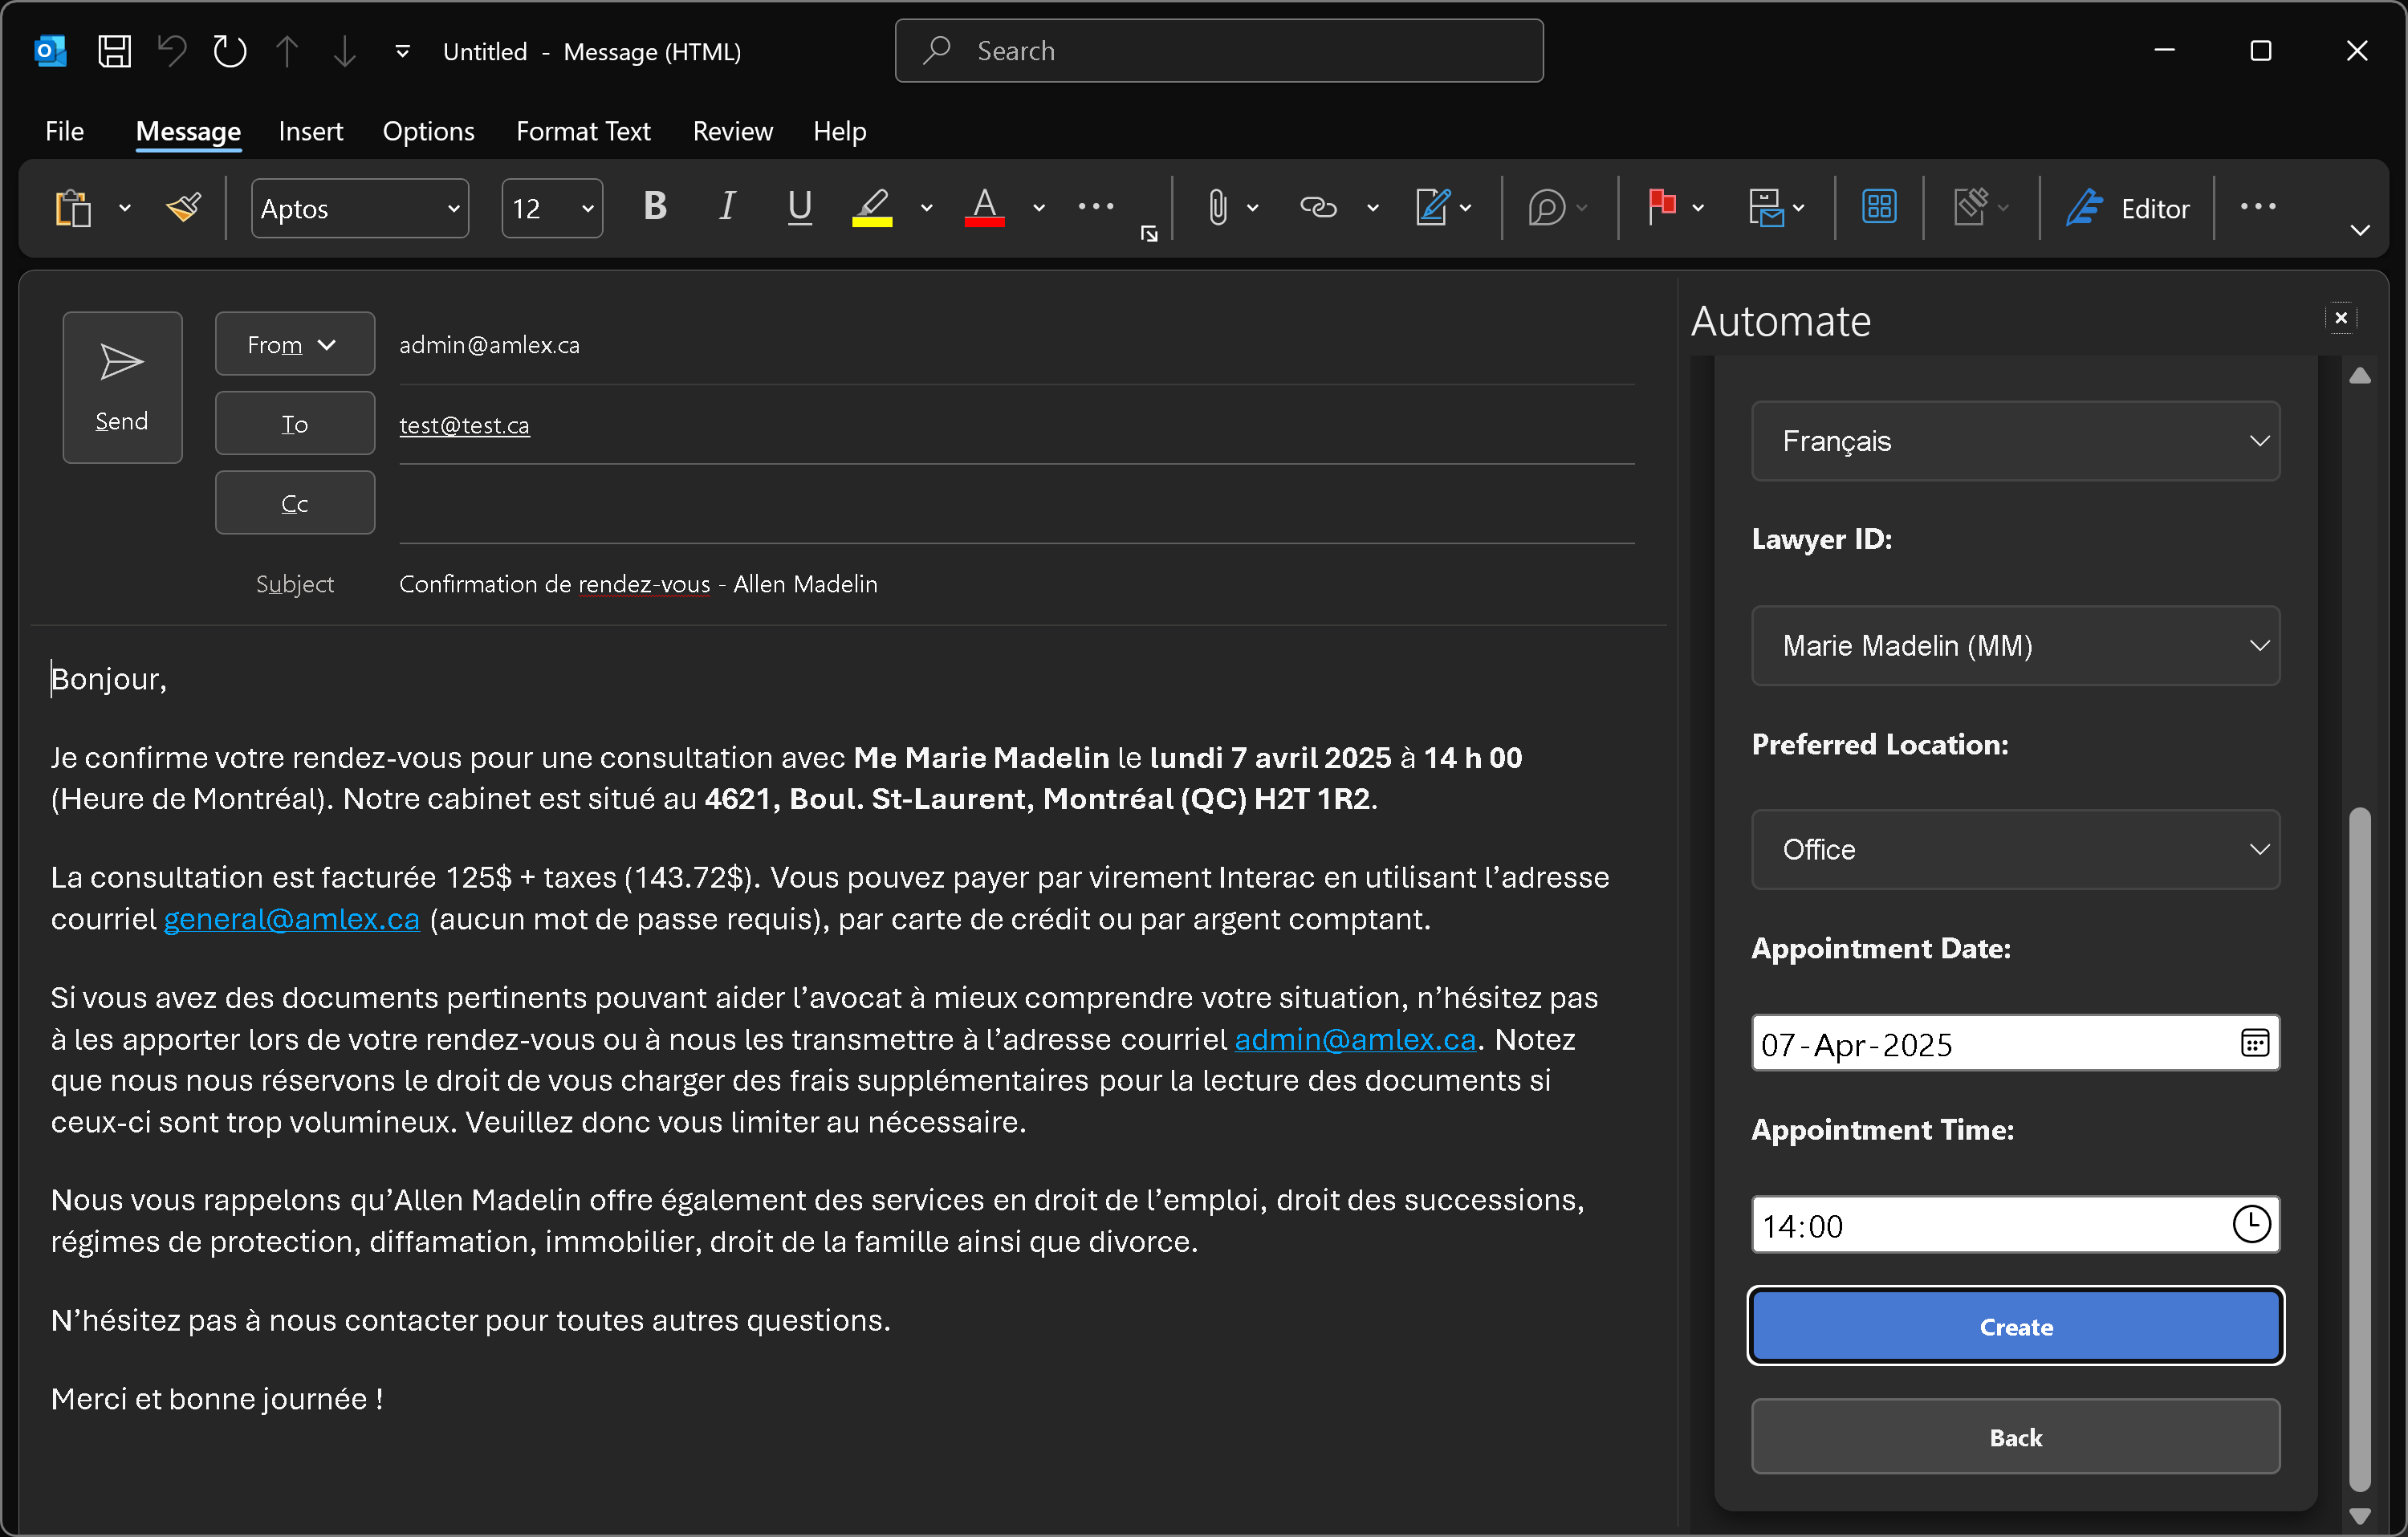 Untitled - Message (HTML)
Search
File Message Insert Options Format Text Review Help
Aptos 12 B I U A Editor
Automate
Send
From admin@amlex.ca
To test@test.ca
Cc
Subject Confirmation de rendez-vous - Allen Madelin
Bonjour,
Je confirme votre rendez-vous pour une consultation avec Me Marie Madelin le lundi 7 avril 2025 à 14 h 00
(Heure de Montréal). Notre cabinet est situé au 4621, Boul. St-Laurent, Montréal (QC) H2T 1R2.
La consultation est facturée 125$ + taxes (143.72$). Vous pouvez payer par virement Interac en utilisant l’adresse
courriel general@amlex.ca (aucun mot de passe requis), par carte de crédit ou par argent comptant.
Si vous avez des documents pertinents pouvant aider l’avocat à mieux comprendre votre situation, n’hésitez pas
à les apporter lors de votre rendez-vous ou à nous les transmettre à l’adresse courriel admin@amlex.ca. Notez
que nous nous réservons le droit de vous charger des frais supplémentaires pour la lecture des documents si
ceux-ci sont trop volumineux. Veuillez donc vous limiter au nécessaire.
Nous vous rappelons qu’Allen Madelin offre également des services en droit de l’emploi, droit des successions,
régimes de protection, diffamation, immobilier, droit de la famille ainsi que divorce.
N’hésitez pas à nous contacter pour toutes autres questions.
Merci et bonne journée !
Français
Lawyer ID:
Marie Madelin (MM)
Preferred Location:
Office
Appointment Date:
07-Apr-2025
Appointment Time:
14:00
Create
Back